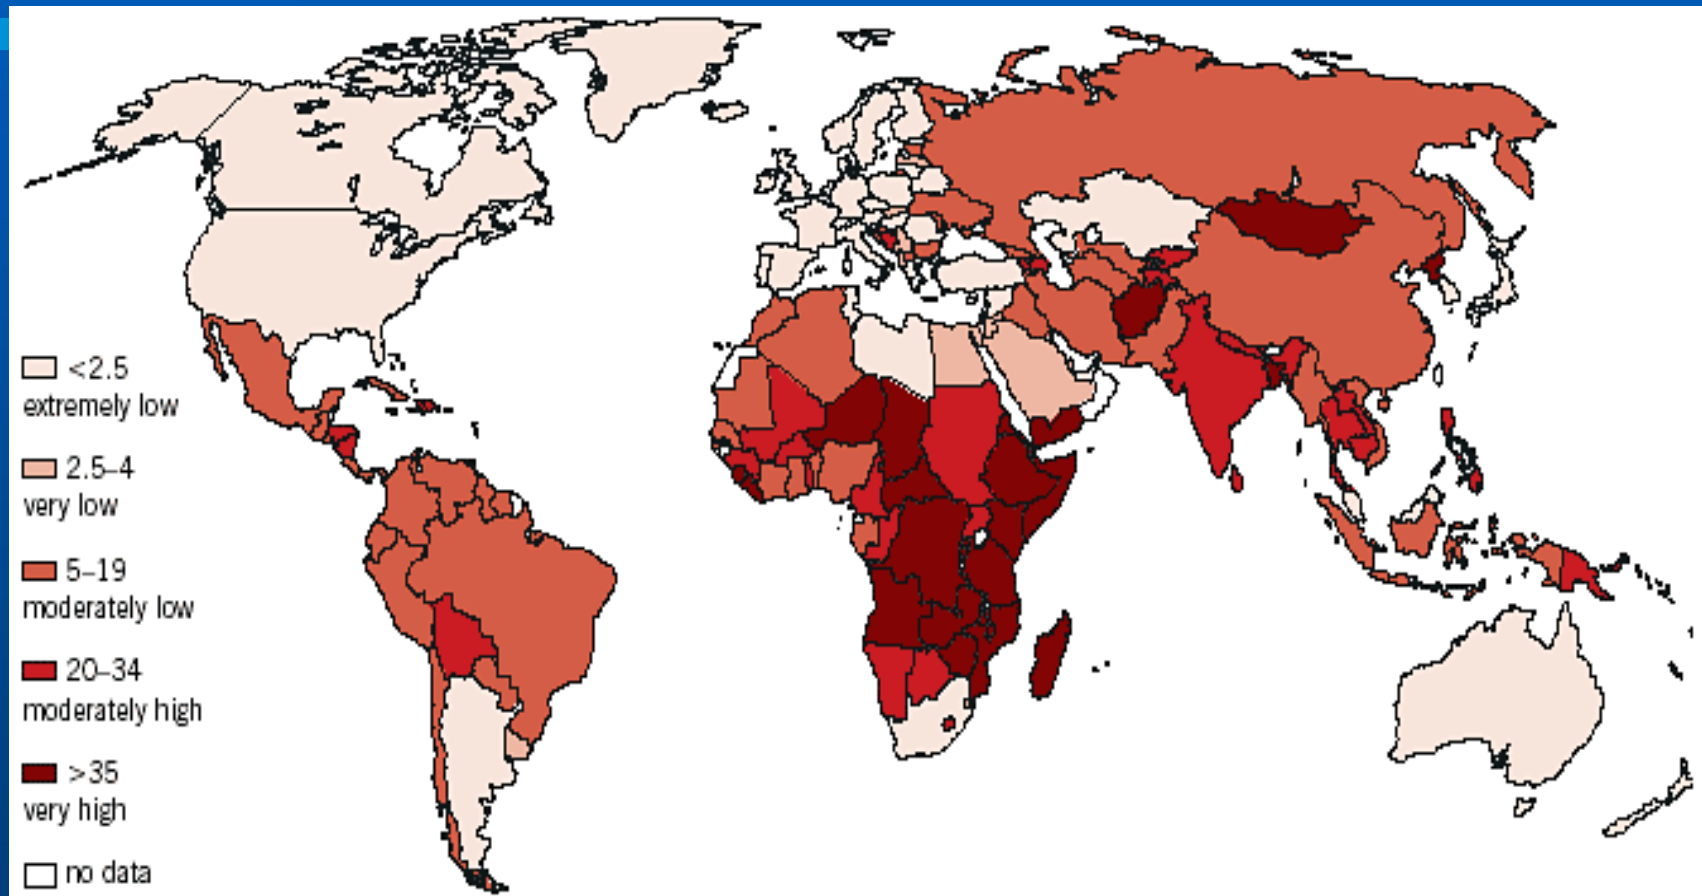 <2.5
extremely low
2.5–4
very low
5–19
moderately low
20–34
moderately high
>35
very high
no data